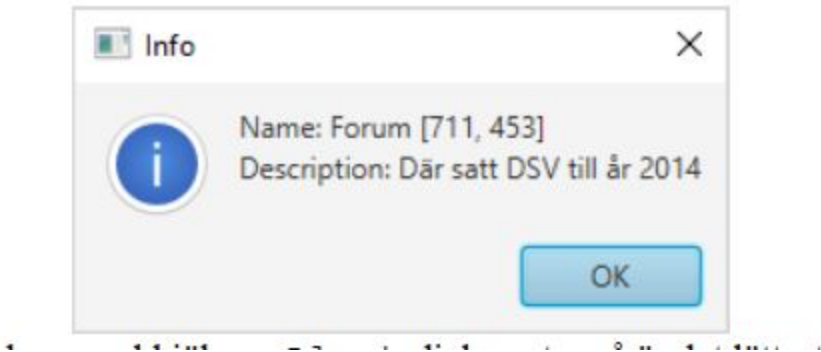 Info
Name: Forum [711, 453]
Description: Där satt DSV till år 2014
OK